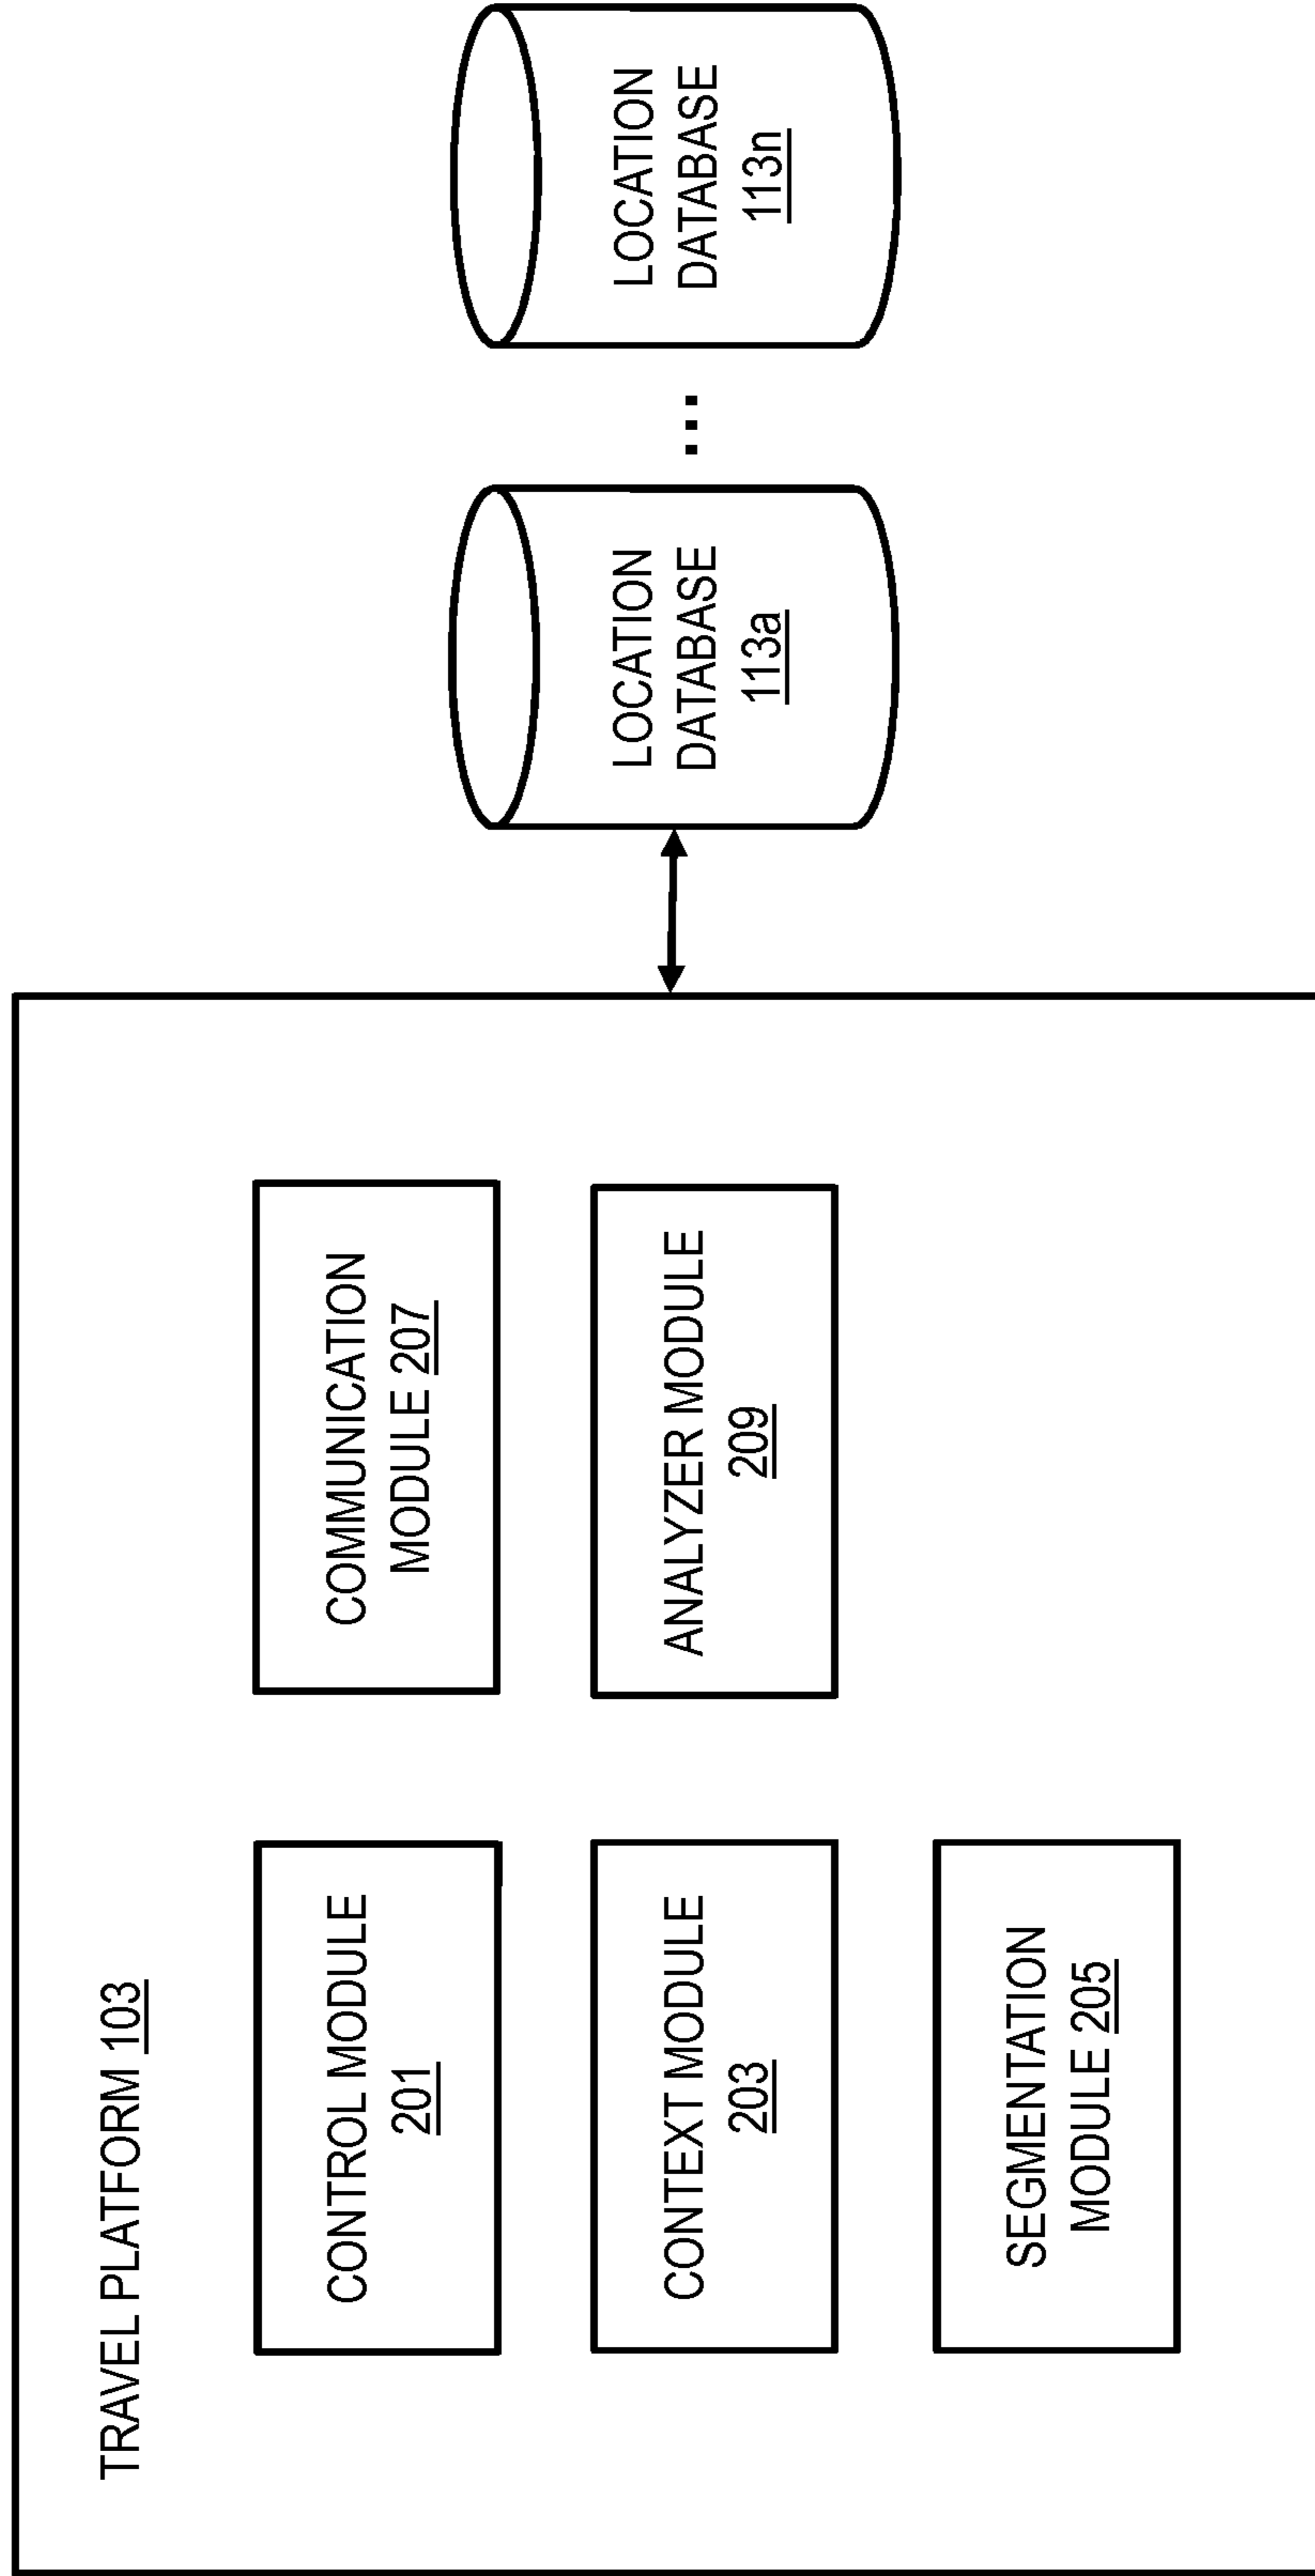 TRAVEL PLATFORM 103
CONTROL MODULE
201
COMMUNICATION
MODULE 207
CONTEXT MODULE
203
ANALYZER MODULE
209
SEGMENTATION
MODULE 205
LOCATION
DATABASE
113a
...
LOCATION
DATABASE
113n